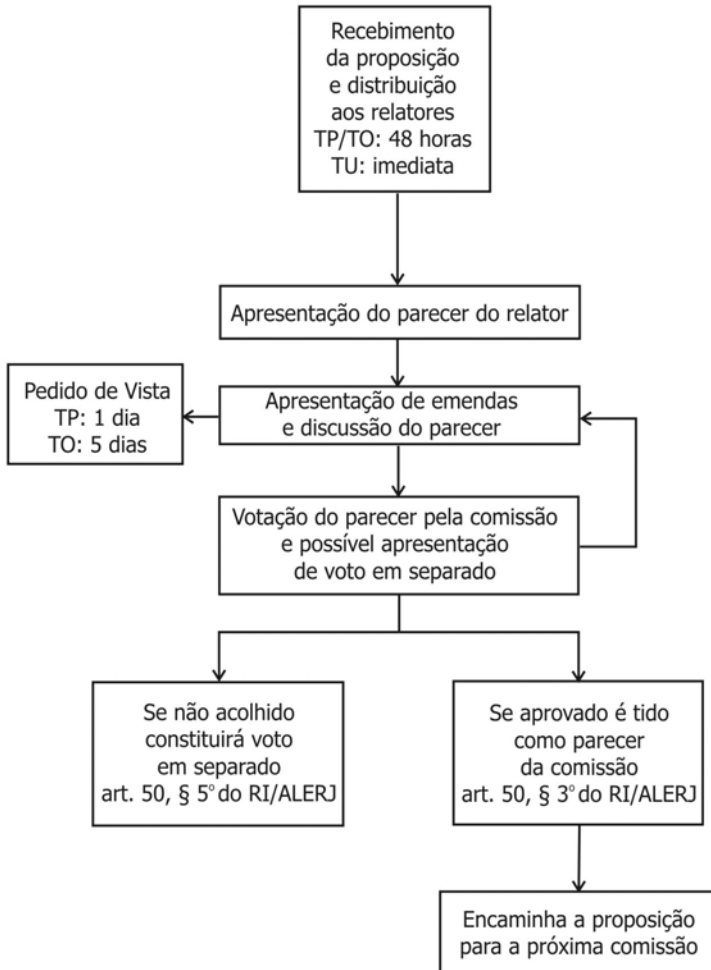 Recebimento
da proposição
e distribuição
aos relatores
TP/TO: 48 horas
TU: imediata
Apresentação do parecer do relator
Pedido de Vista
TP: 1 dia
TO: 5 dias
Apresentação de emendas
e discussão do parecer
Votação do parecer pela comissão
e possível apresentação
de voto em separado
Se não acolhido
constituirá voto
em separado
art. 50, § 5° do RI/ALERJ
Se aprovado é tido
como parecer
da comissão
art. 50, § 3° do RI/ALERJ
Encaminha a proposição
para a próxima comissão